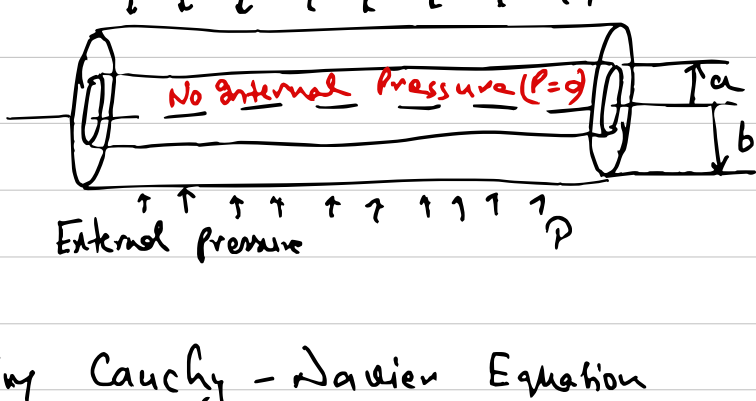 No Internal Pressure (P=0)
a
b
External pressure
P
Cauchy - Navier Equation